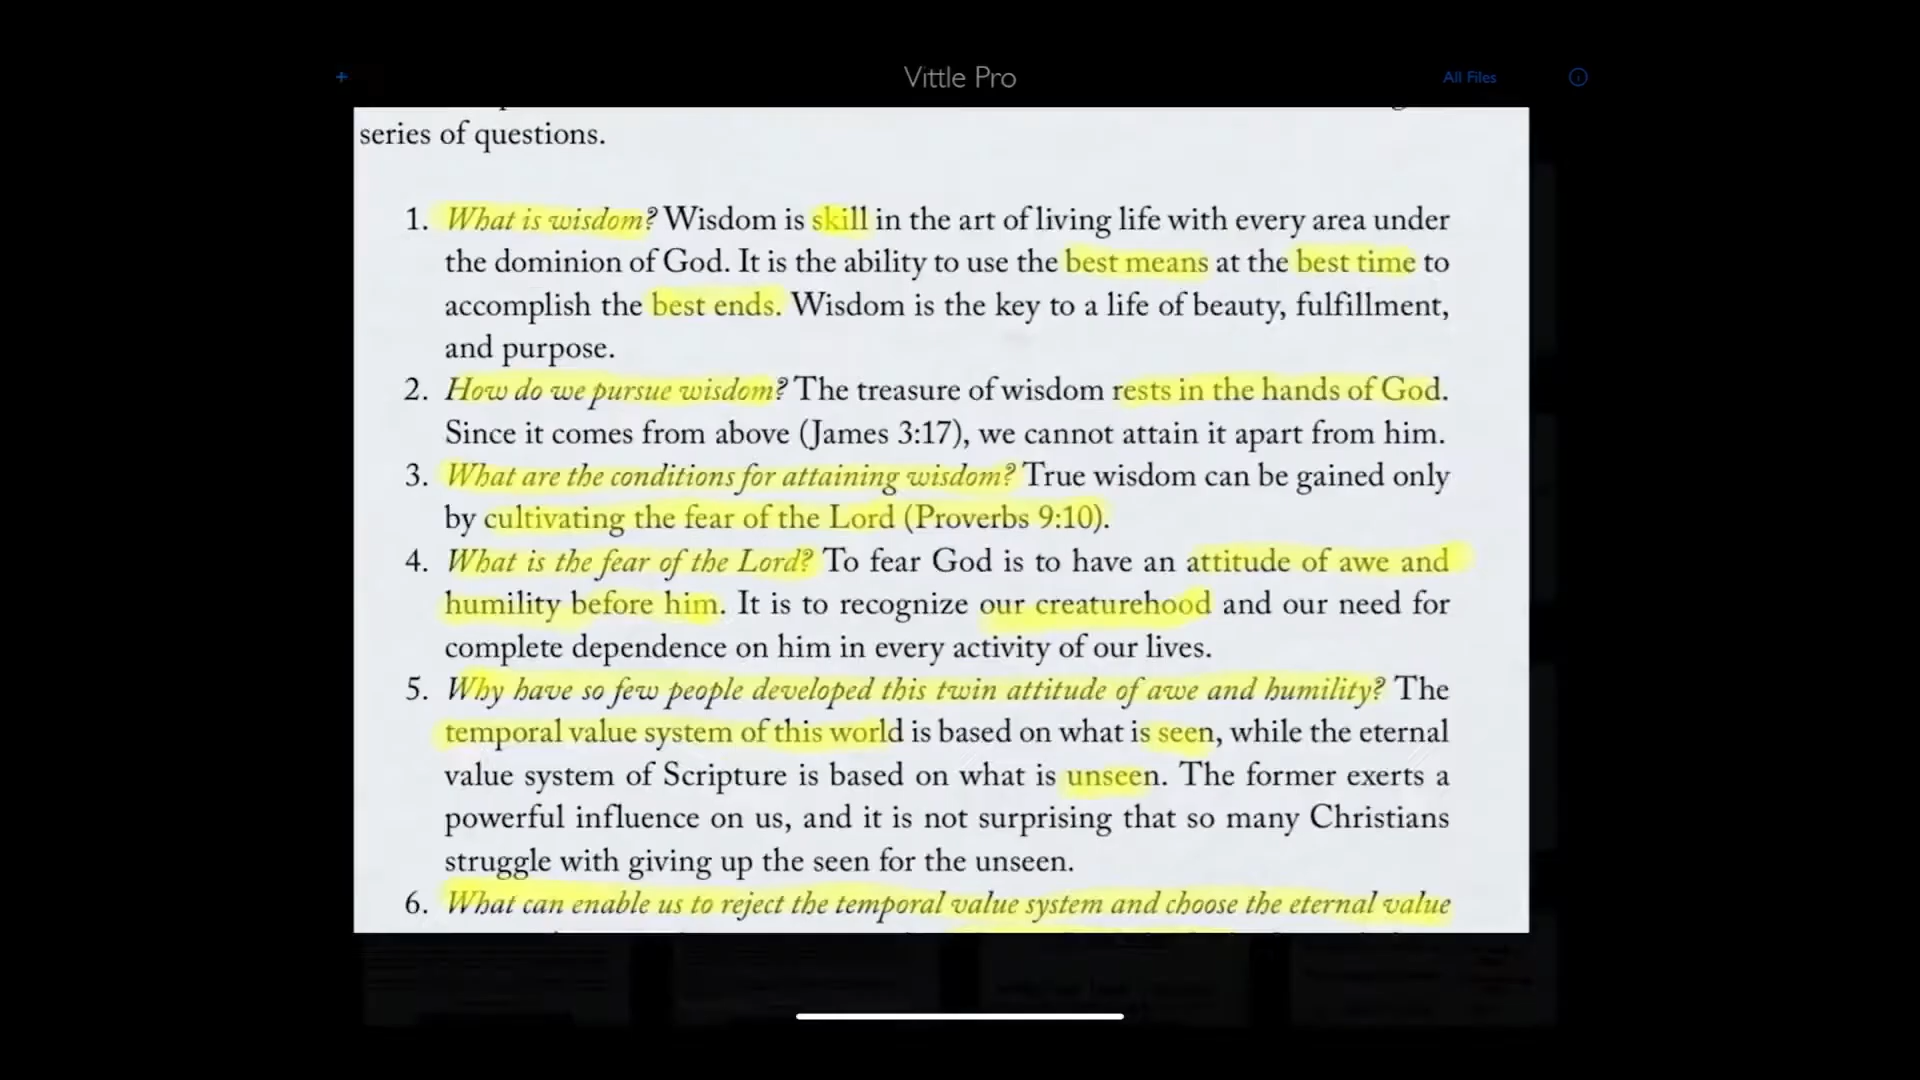 + Vittle Pro All Files
series of questions.
1. What is wisdom? Wisdom is skill in the art of living life with every area under
the dominion of God. It is the ability to use the best means at the best time to
accomplish the best ends. Wisdom is the key to a life of beauty, fulfillment,
and purpose.
2. How do we pursue wisdom? The treasure of wisdom rests in the hands of God.
Since it comes from above (James 3:17), we cannot attain it apart from him.
3. What are the conditions for attaining wisdom? True wisdom can be gained only
by cultivating the fear of the Lord (Proverbs 9:10).
4. What is the fear of the Lord? To fear God is to have an attitude of awe and
humility before him. It is to recognize our creaturehood and our need for
complete dependence on him in every activity of our lives.
5. Why have so few people developed this twin attitude of awe and humility? The
temporal value system of this world is based on what is seen, while the eternal
value system of Scripture is based on what is unseen. The former exerts a
powerful influence on us, and it is not surprising that so many Christians
struggle with giving up the seen for the unseen.
6. What can enable us to reject the temporal value system and choose the eternal value